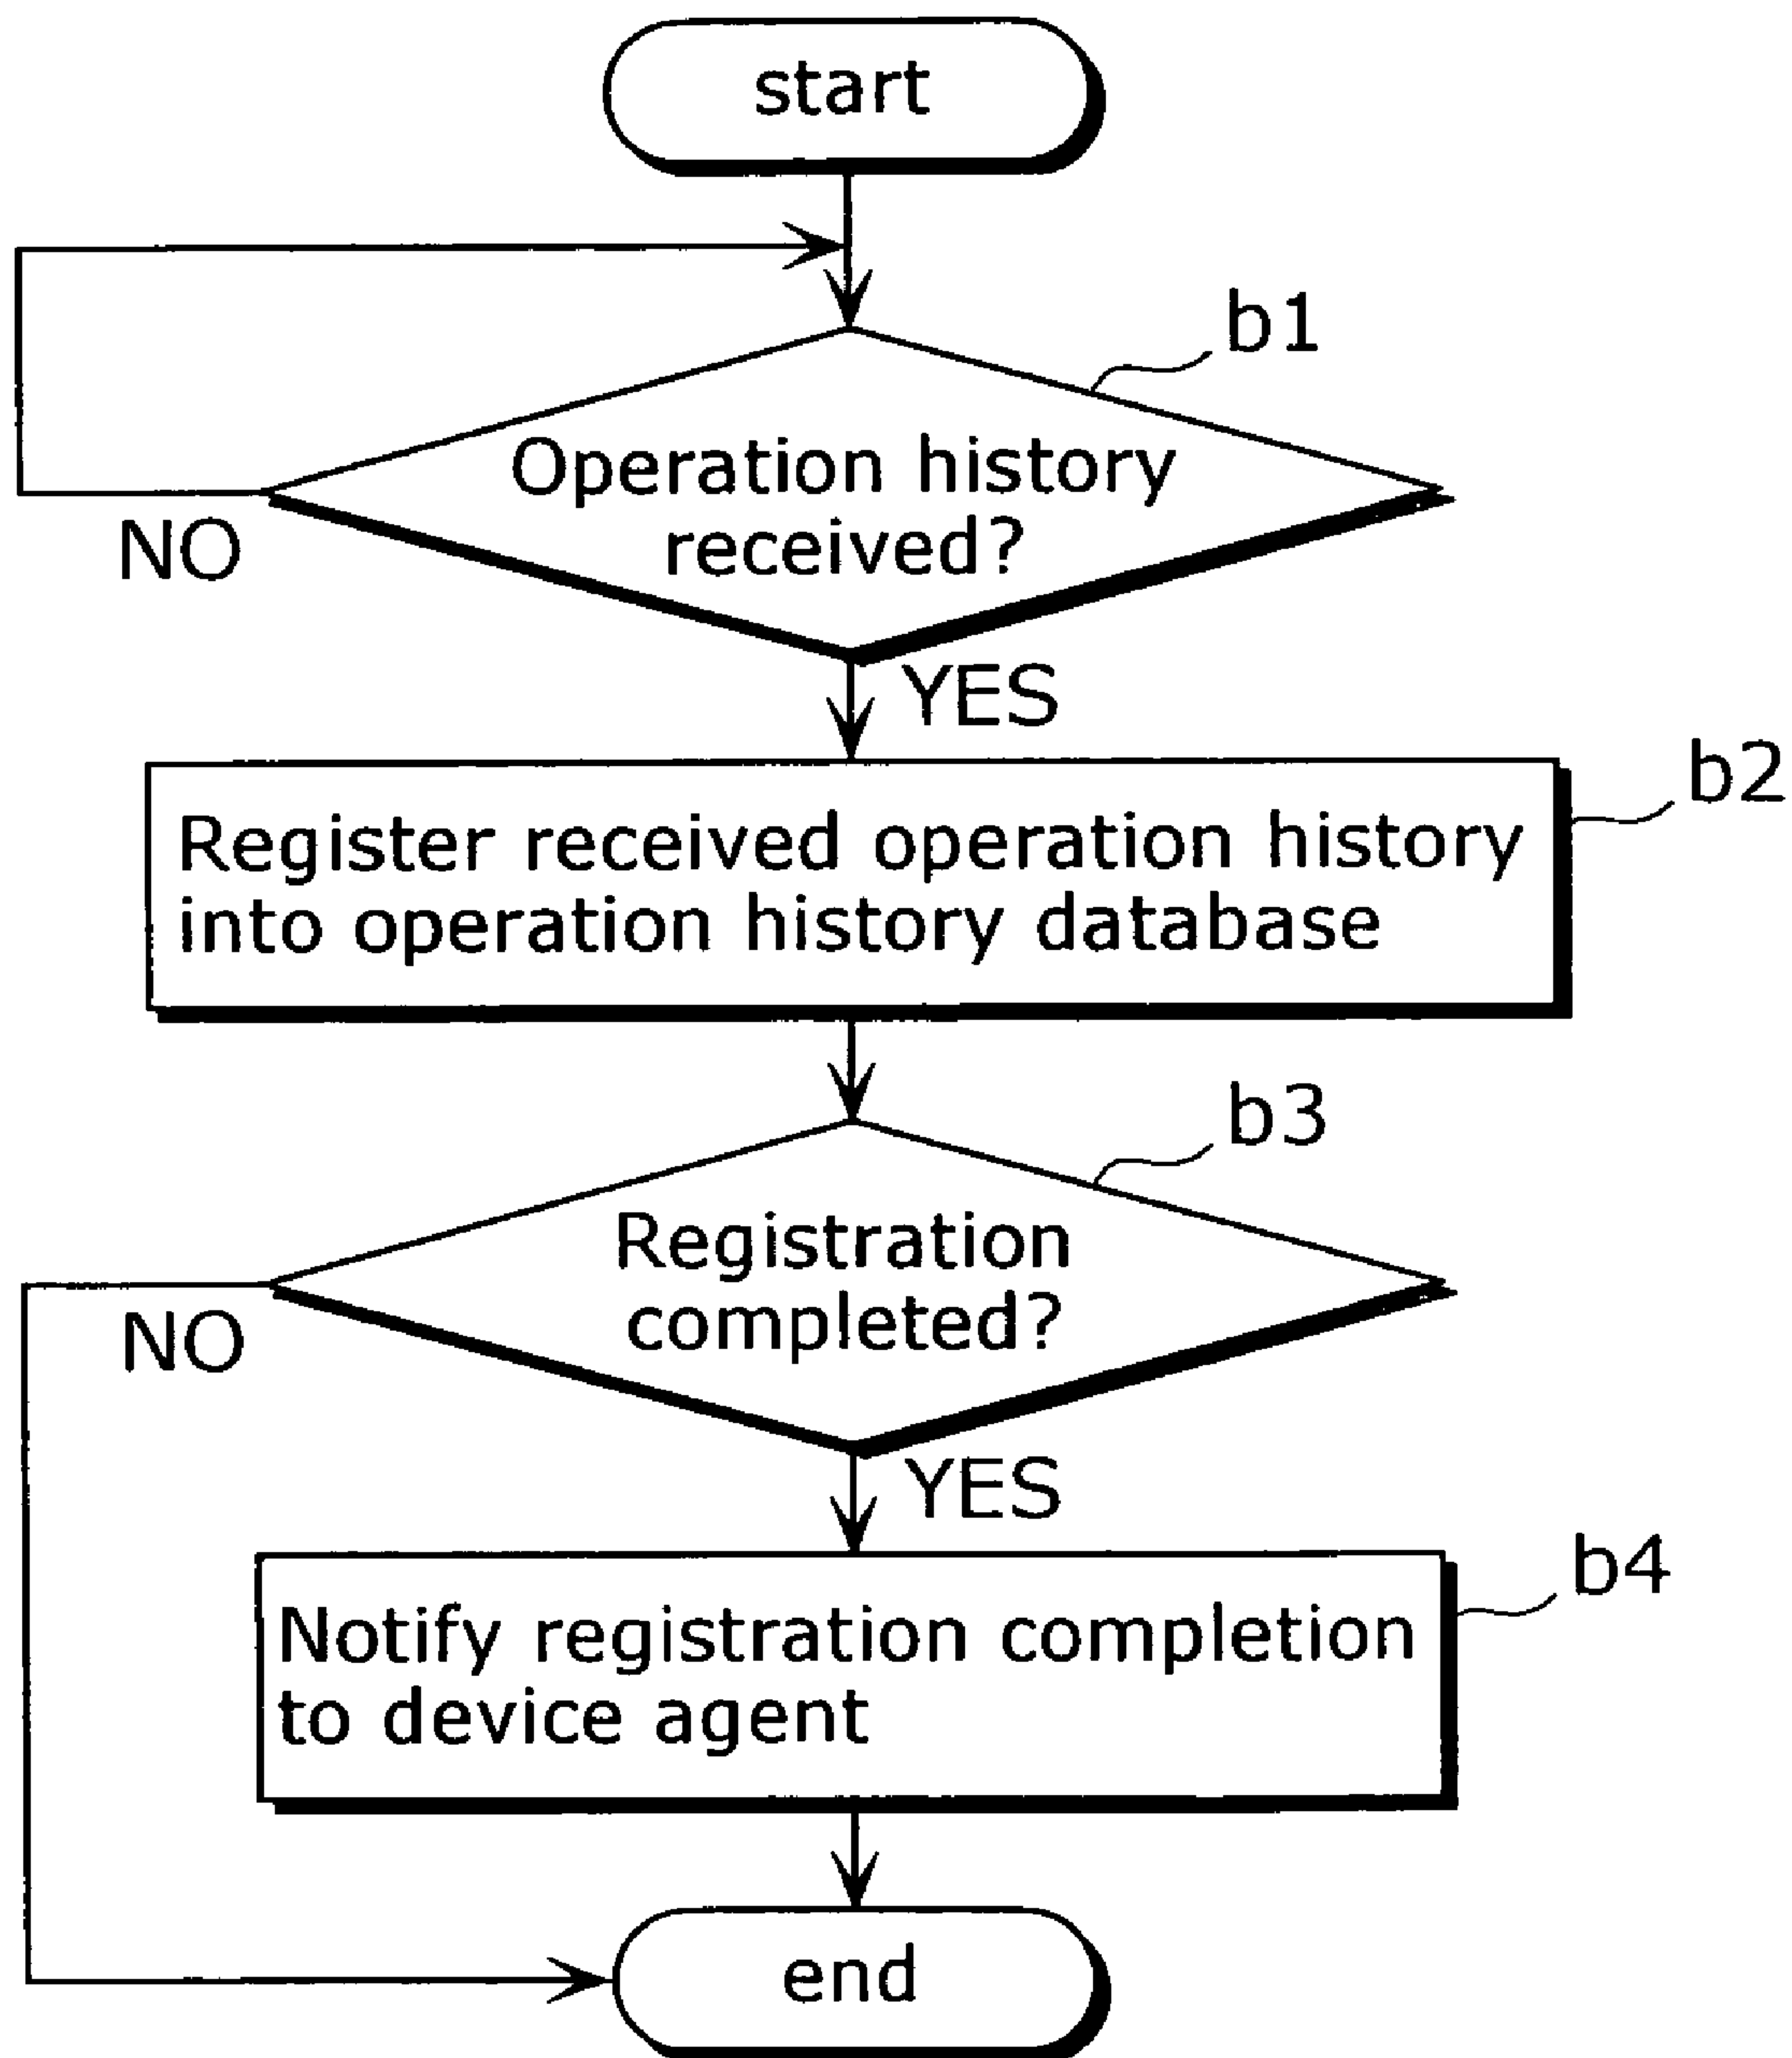 start
b1
Operation history
received?
NO
YES
b2
Register received operation history
into operation history database
b3
Registration
completed?
NO
YES
b4
Notify registration completion
to device agent
end